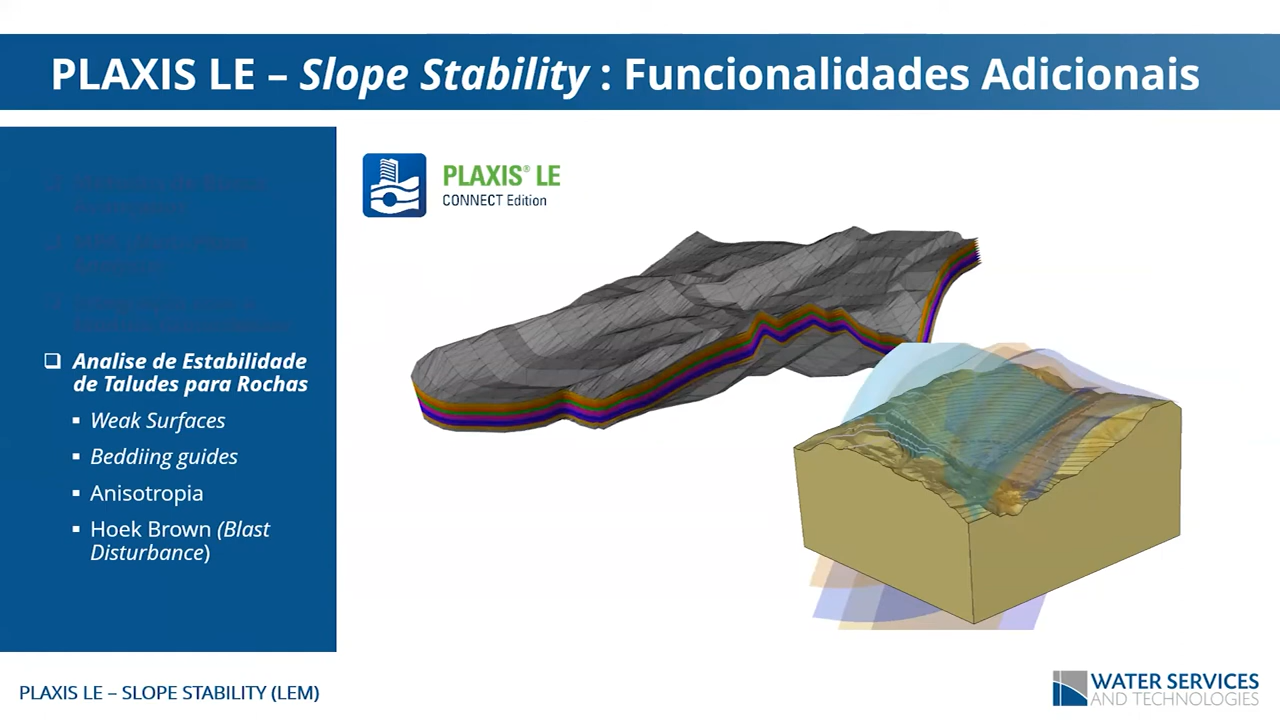 PLAXIS LE – Slope Stability : Funcionalidades Adicionais
PLAXIS® LE
CONNECT Edition
❑ Analise de Estabilidade
de Taludes para Rochas
▪ Weak Surfaces
▪ Beddiing guides
▪ Anisotropia
▪ Hoek Brown (Blast
Disturbance)
PLAXIS LE – SLOPE STABILITY (LEM)
WATER SERVICES
AND TECHNOLOGIES